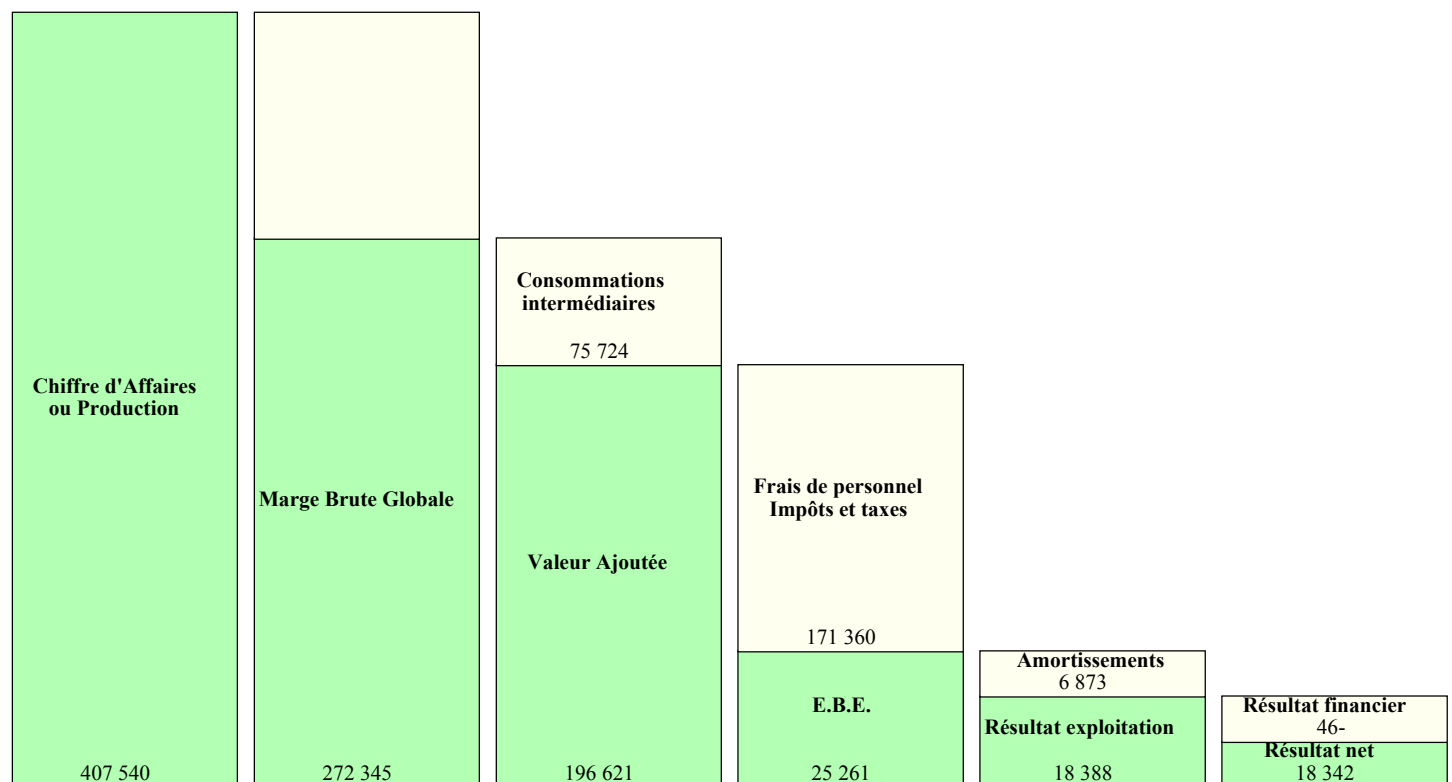 Chiffre d'Affaires
ou Production
407 540
Marge Brute Globale
272 345
Consommations
intermédiaires
75 724
Valeur Ajoutée
196 621
Frais de personnel
Impôts et taxes
171 360
E.B.E.
25 261
Amortissements
6 873
Résultat exploitation
18 388
Résultat financier
46-
Résultat net
18 342